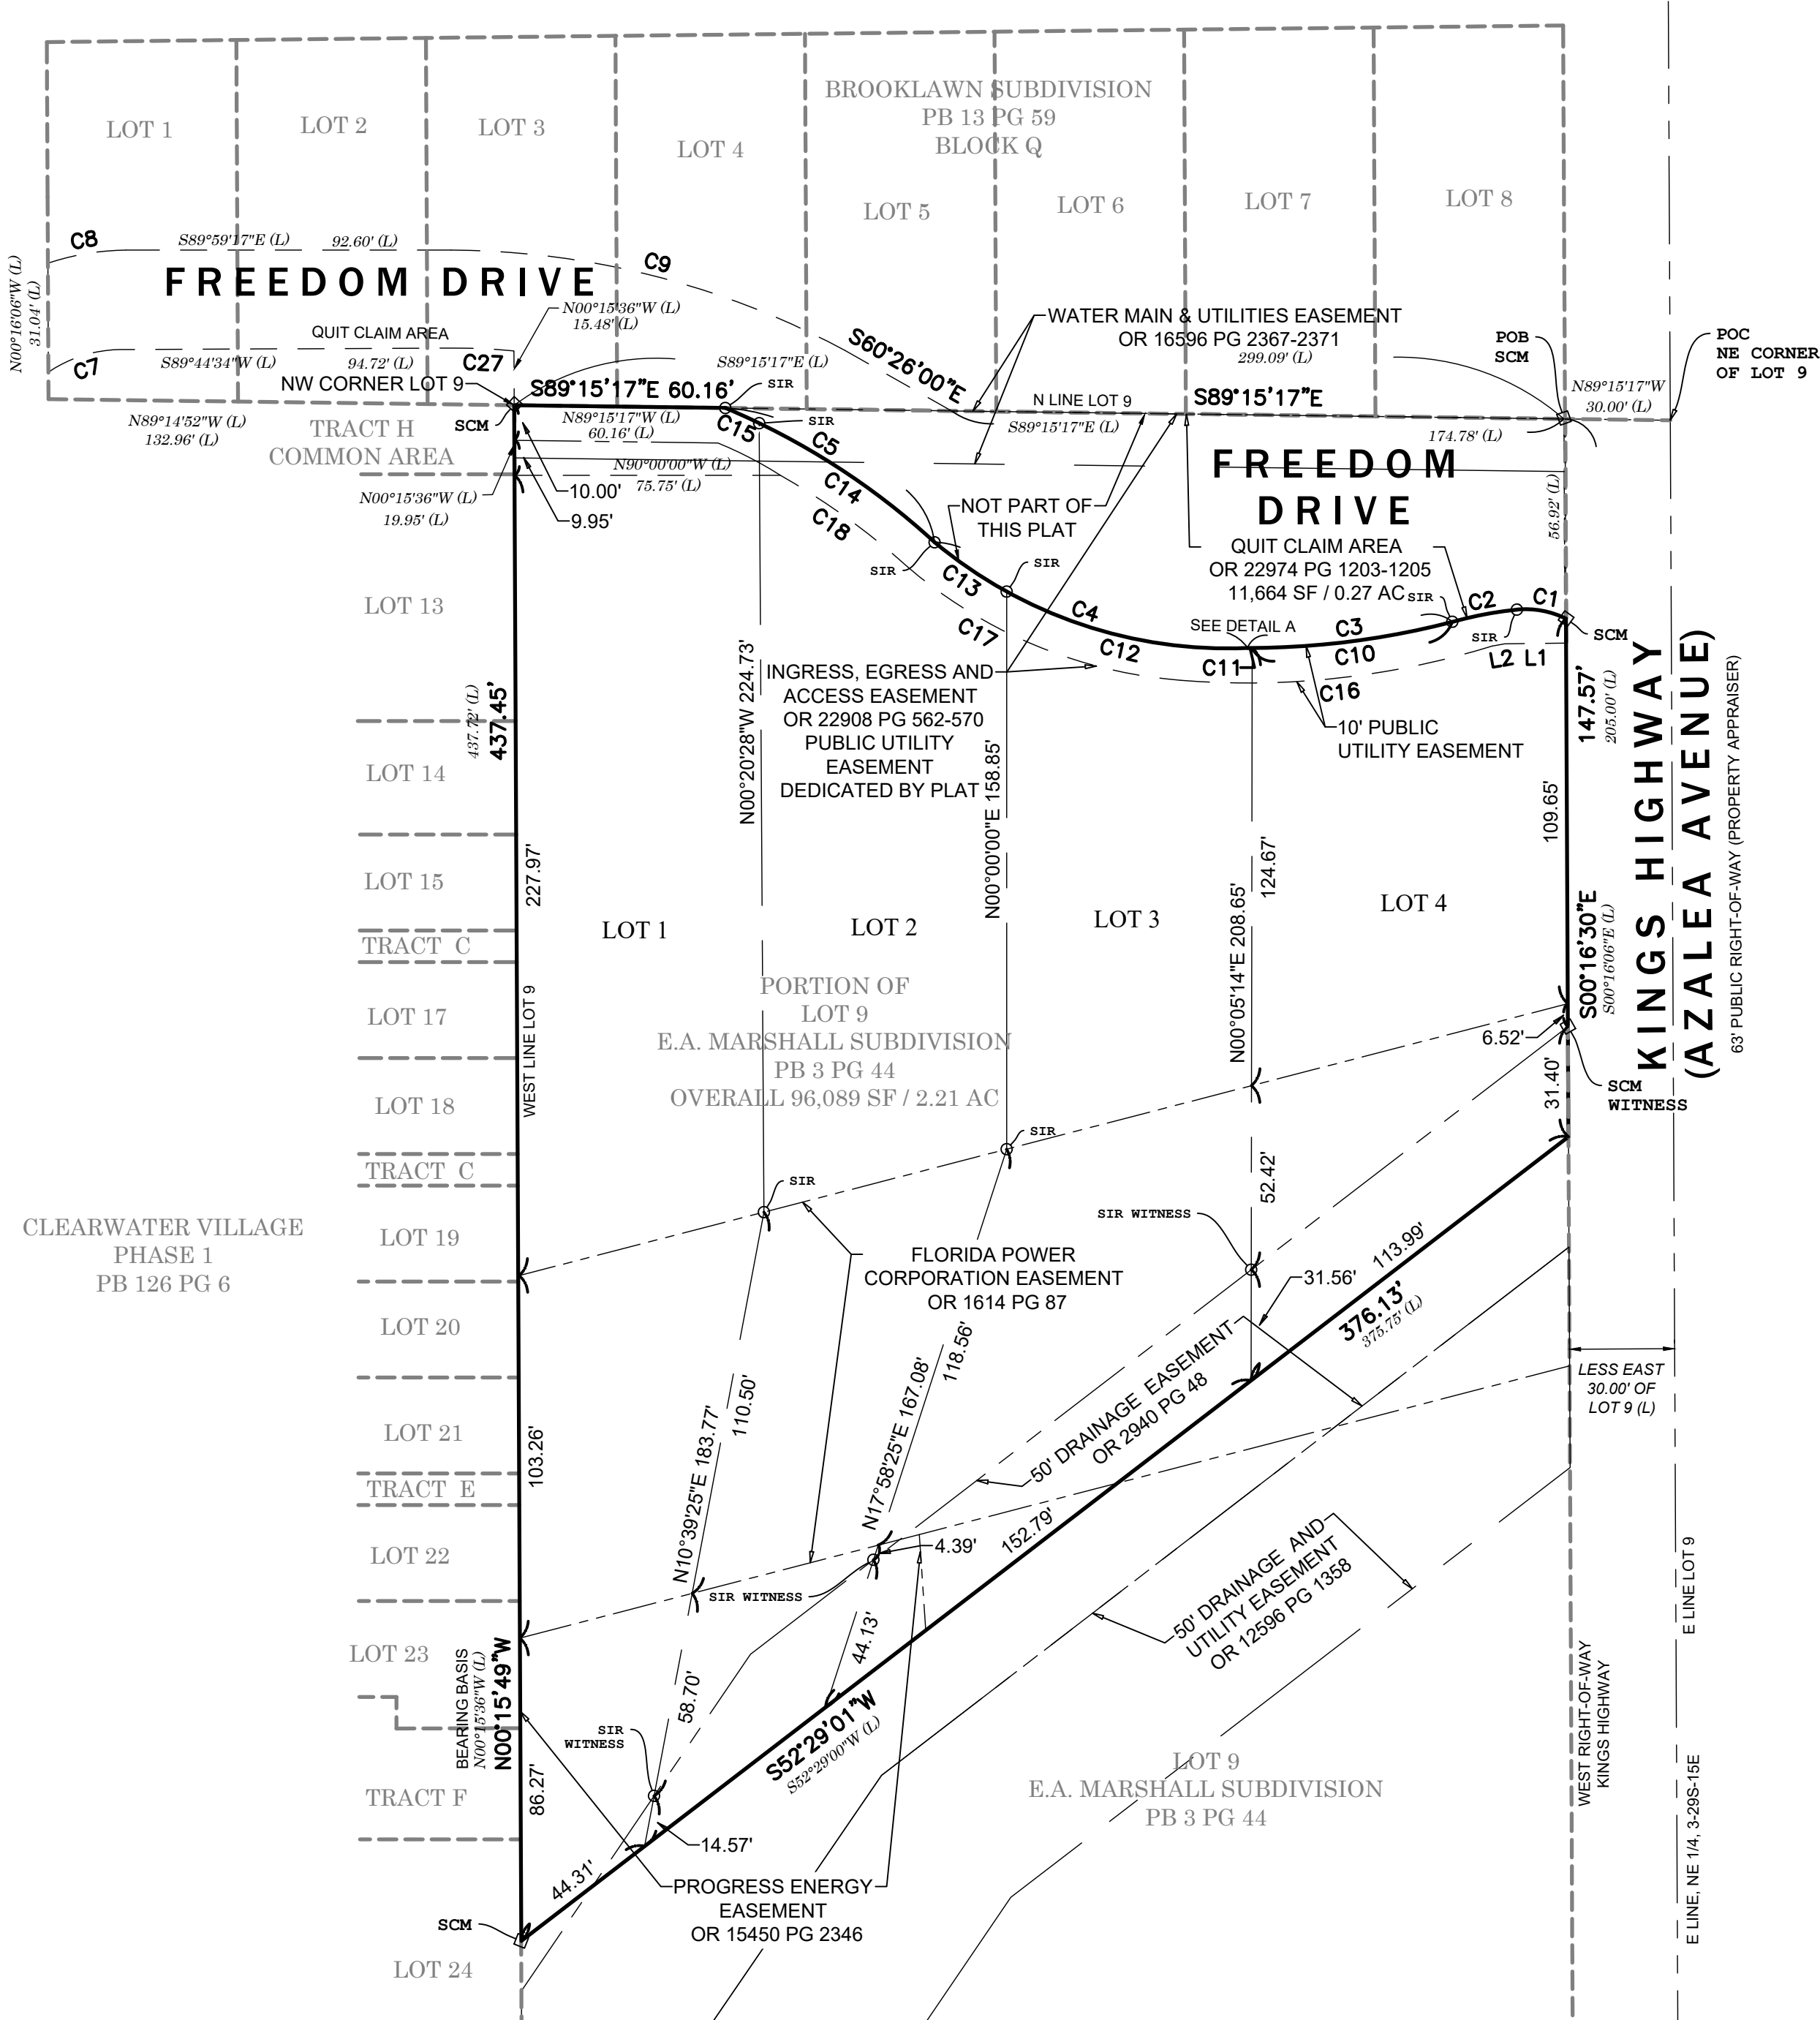 BROOKLAWN SUBDIVISION
PB 13 PG 59
BLOCK Q
LOT 1
LOT 2
LOT 3
LOT 4
LOT 5
LOT 6
LOT 7
LOT 8
C8
S89°59'17"E (L)
92.60' (L)
C9
FREEDOM DRIVE
N00°16'06"W (L)
31.04' (L)
N00°15'36"W (L)
15.48' (L)
QUIT CLAIM AREA
C7
S89°44'34"W (L)
94.72' (L)
C27
S89°15'17"E (L)
S60°26'00"E
WATER MAIN & UTILITIES EASEMENT
OR 16596 PG 2367-2371
299.09' (L)
POB
SCM
POC
NE CORNER
OF LOT 9
NW CORNER LOT 9
S89°15'17"E 60.16'
SIR
N LINE LOT 9
S89°15'17"E
N89°15'17"W
30.00' (L)
N89°14'52"W (L)
132.96' (L)
TRACT H
COMMON AREA
SCM
N89°15'17"W (L)
60.16' (L)
C15
SIR
C5
S89°15'17"E (L)
174.78' (L)
N90°00'00"W (L)
75.75' (L)
N00°15'36"W (L)
19.95' (L)
10.00'
9.95'
C14
C18
NOT PART OF
THIS PLAT
FREEDOM
DRIVE
56.92' (L)
QUIT CLAIM AREA
OR 22974 PG 1203-1205
11,664 SF / 0.27 AC
SIR
C2
C1
SIR
C13
SIR
C4
SEE DETAIL A
C3
SIR
SCM
LOT 13
C17
C12
C11
C10
L2
L1
C16
INGRESS, EGRESS AND
ACCESS EASEMENT
OR 22908 PG 562-570
PUBLIC UTILITY
EASEMENT
DEDICATED BY PLAT
10' PUBLIC
UTILITY EASEMENT
437.72' (L)
437.45'
N00°20'28"W 224.73'
N00°00'00"E 158.85'
147.57'
205.00' (L)
KINGS HIGHWAY
(AZALEA AVENUE)
63' PUBLIC RIGHT-OF-WAY (PROPERTY APPRAISER)
LOT 14
LOT 15
TRACT C
LOT 17
LOT 18
TRACT C
LOT 19
LOT 20
LOT 21
TRACT E
LOT 22
LOT 23
TRACT F
LOT 24
227.97'
WEST LINE LOT 9
LOT 1
LOT 2
LOT 3
LOT 4
124.67'
N00°05'14"E 208.65'
109.65'
S00°16'30"E
S00°16'06"E (L)
PORTION OF
LOT 9
E.A. MARSHALL SUBDIVISION
PB 3 PG 44
OVERALL 96,089 SF / 2.21 AC
6.52'
SCM
WITNESS
31.40'
SIR
SIR
52.42'
SIR WITNESS
CLEARWATER VILLAGE
PHASE 1
PB 126 PG 6
FLORIDA POWER
CORPORATION EASEMENT
OR 1614 PG 87
31.56'
113.99'
376.13'
375.75' (L)
LESS EAST
30.00' OF
LOT 9 (L)
N10°39'25"E 183.77'
110.50'
N17°58'25"E 167.08'
118.56'
50' DRAINAGE EASEMENT
OR 2940 PG 48
103.26'
152.79'
4.39'
SIR WITNESS
50' DRAINAGE AND
UTILITY EASEMENT
OR 12596 PG 1358
E LINE LOT 9
BEARING BASIS
N00°15'36"W (L)
N00°15'49"W
58.70'
44.13'
SIR
WITNESS
S52°29'01"W
S52°29'00"W (L)
LOT 9
E.A. MARSHALL SUBDIVISION
PB 3 PG 44
WEST RIGHT-OF-WAY
KINGS HIGHWAY
E LINE, NE 1/4, 3-29S-15E
86.27'
14.57'
44.31'
PROGRESS ENERGY
EASEMENT
OR 15450 PG 2346
SCM